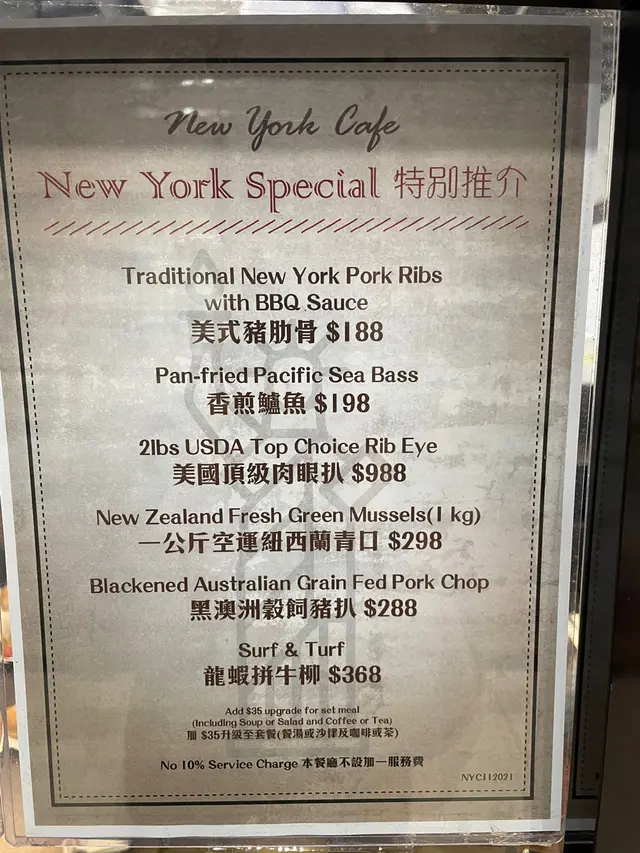 New York Cafe
New York Special 特別推介
Traditional New York Pork Ribs
with BBQ Sauce
美式豬肋骨 $188
Pan-fried Pacific Sea Bass
香煎鱸魚 $198
2lbs USDA Top Choice Rib Eye
美國頂級肉眼扒 $988
New Zealand Fresh Green Mussels(1 kg)
一公斤空運紐西蘭青口 $298
Blackened Australian Grain Fed Pork Chop
黑澳洲穀飼豬扒 $288
Surf & Turf
龍蝦拼牛柳 $368
Add $35 upgrade for set meal
(Including Soup or Salad and Coffee or Tea)
加 $35升級至套餐(餐湯或沙律及咖啡或茶)
No 10% Service Charge 本餐廳不設加一服務費
NYC112021